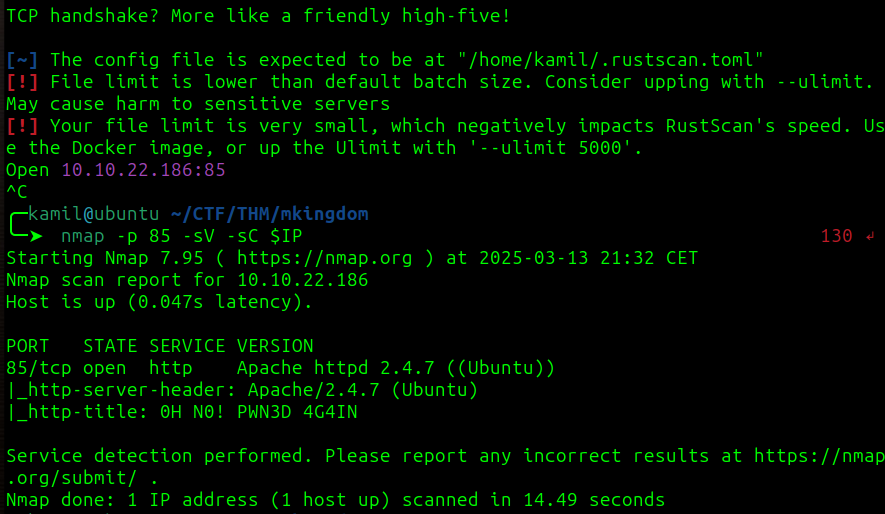 TCP handshake? More like a friendly high-five!
[~] The config file is expected to be at "/home/kamil/.rustscan.toml"
[!] File limit is lower than default batch size. Consider upping with --ulimit.
May cause harm to sensitive servers
[!] Your file limit is very small, which negatively impacts RustScan's speed. Us
e the Docker image, or up the Ulimit with '--ulimit 5000'.
Open 10.10.22.186:85
^C
kamil@ubuntu ~/CTF/THM/mkingdom
➤ nmap -p 85 -sV -sC $IP 130 ↲
Starting Nmap 7.95 ( https://nmap.org ) at 2025-03-13 21:32 CET
Nmap scan report for 10.10.22.186
Host is up (0.047s latency).
PORT   STATE SERVICE VERSION
85/tcp open  http    Apache httpd 2.4.7 ((Ubuntu))
|_http-server-header: Apache/2.4.7 (Ubuntu)
|_http-title: 0H N0! PWN3D 4G4IN
Service detection performed. Please report any incorrect results at https://nmap
.org/submit/ .
Nmap done: 1 IP address (1 host up) scanned in 14.49 seconds